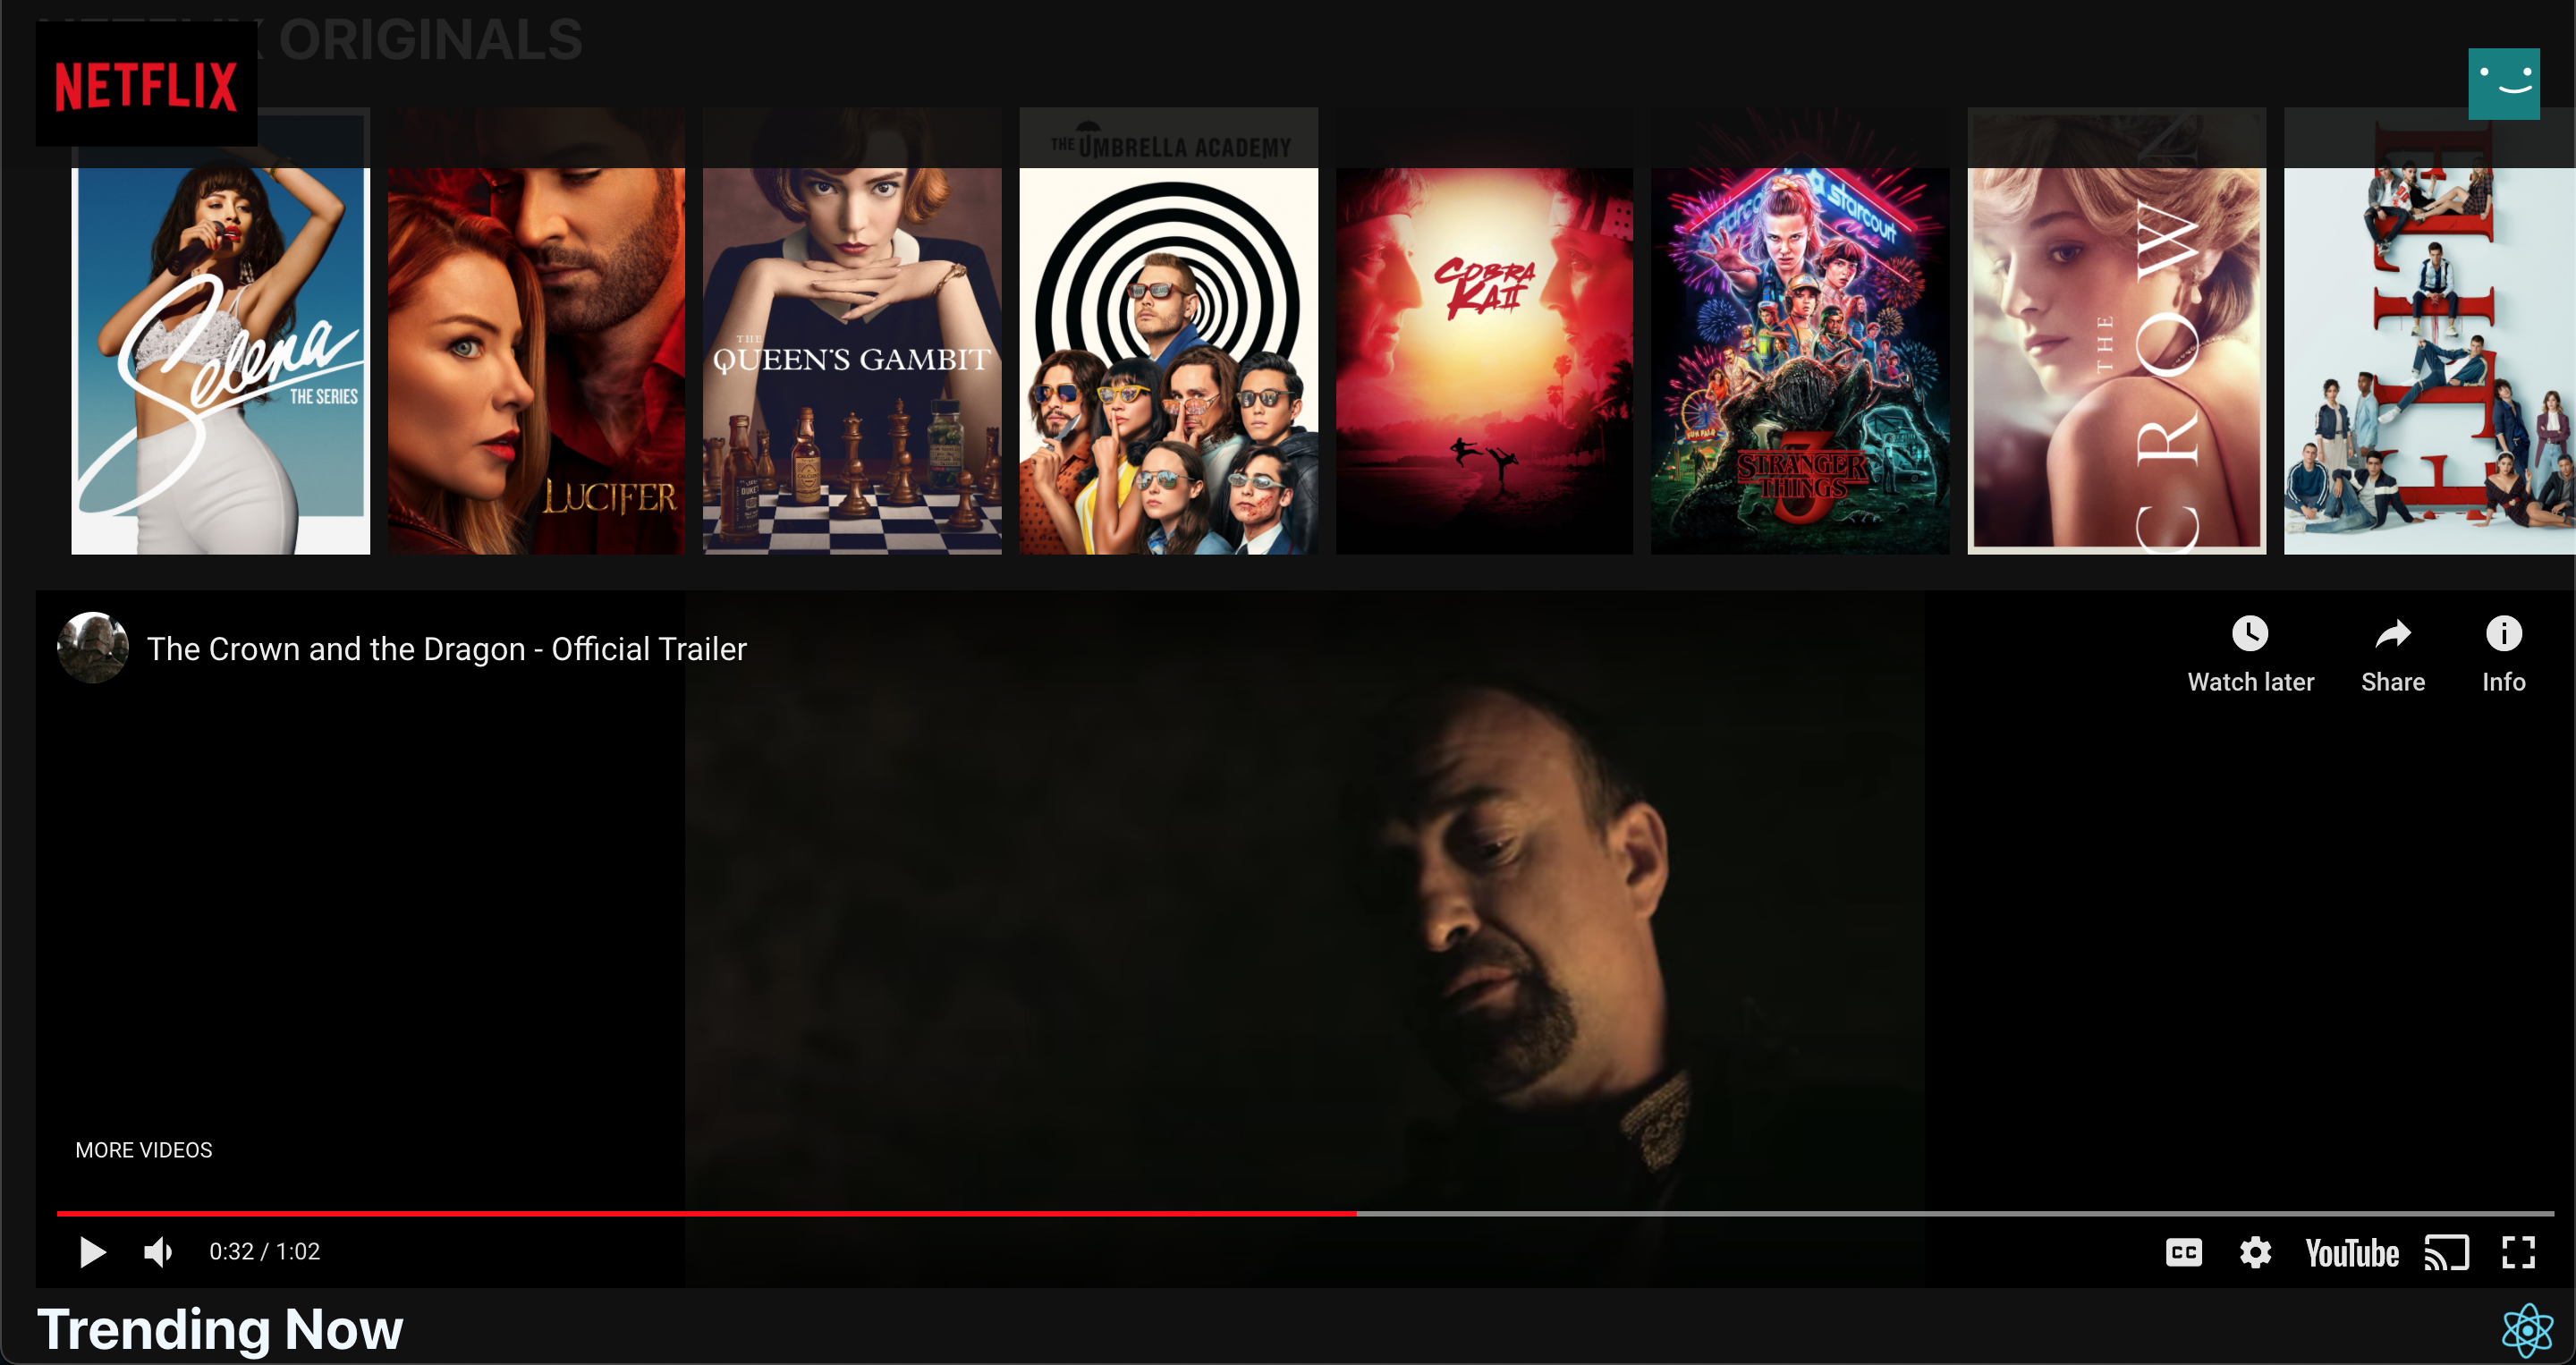 NETFLIX ORIGINALS
NETFLIX
Selena
THE SERIES
LUCIFER
THE
QUEEN'S GAMBIT
THE UMBRELLA ACADEMY
COBRA
KAII
starcourt
STRANGER
THINGS
3
THE
CROWN
ELITE
The Crown and the Dragon - Official Trailer
Watch later
Share
Info
MORE VIDEOS
0:32 / 1:02
CC
YouTube
Trending Now